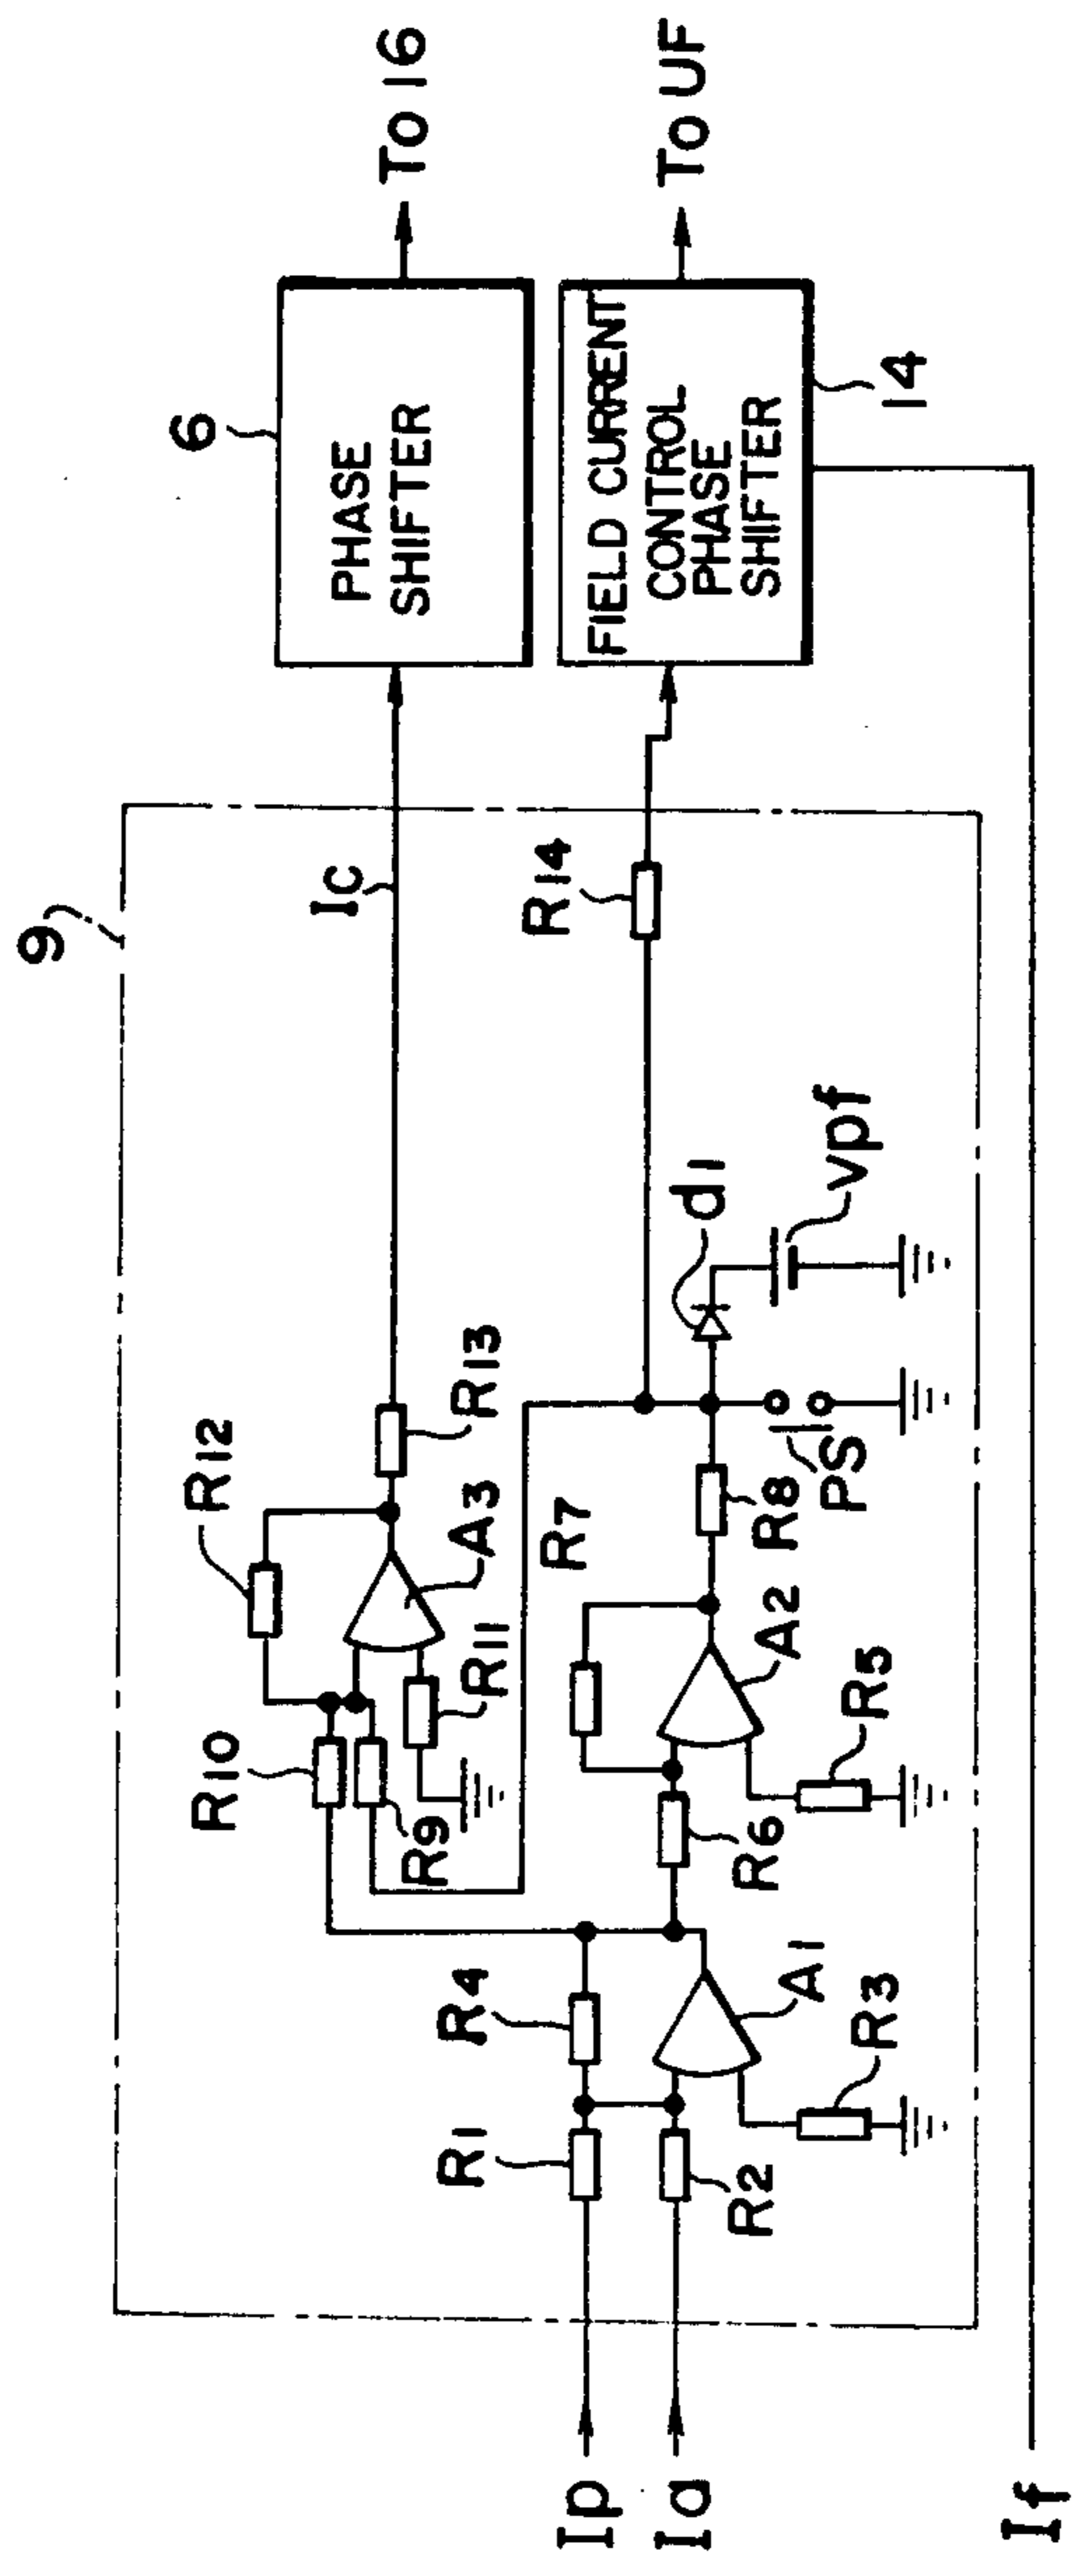 9
6
PHASE
SHIFTER
To 16
Ic
R12
R10
R13
A3
R9
R11
R14
FIELD CURRENT
CONTROL
PHASE
SHIFTER
To UF
14
R7
R4
R1
Ip
Ia
R2
A1
R3
R6
A2
R5
R8
PS
d1
vpf
If